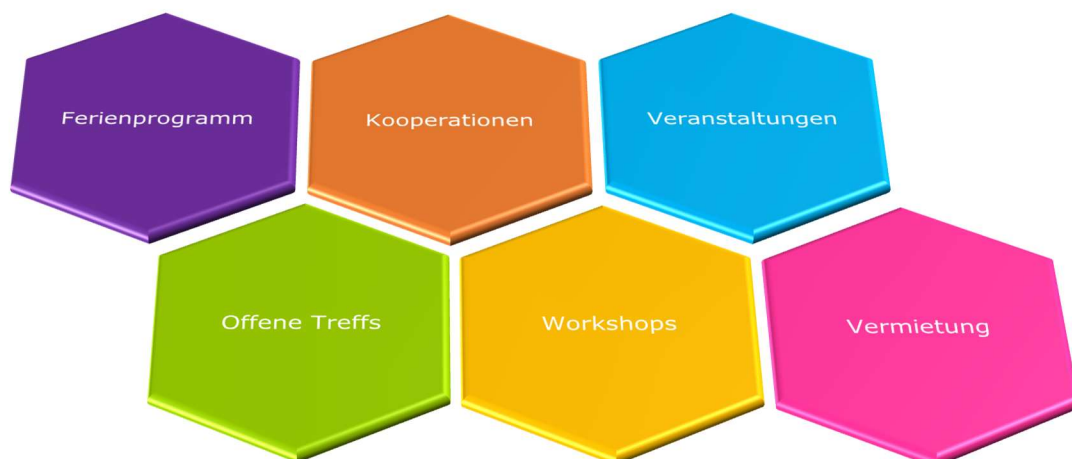 Ferienprogramm
Kooperationen
Veranstaltungen
Offene Treffs
Workshops
Vermietung